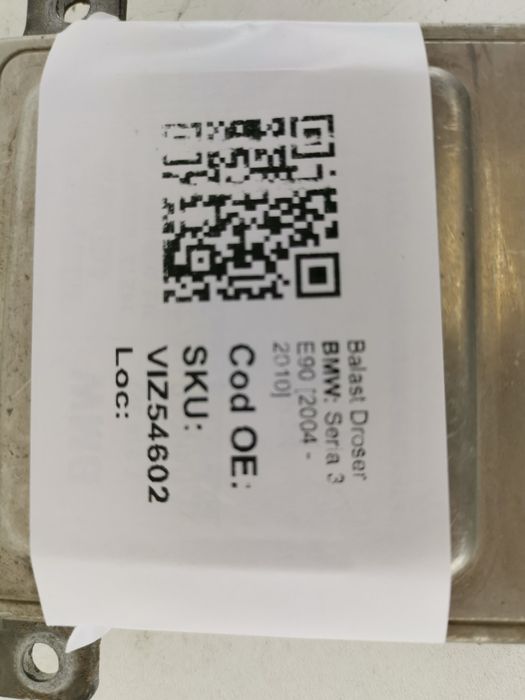 Balast Droser
BMW: Seria 3
E90 [2004 -
2010]
Cod OE:
SKU:
VIZ54602
Loc: